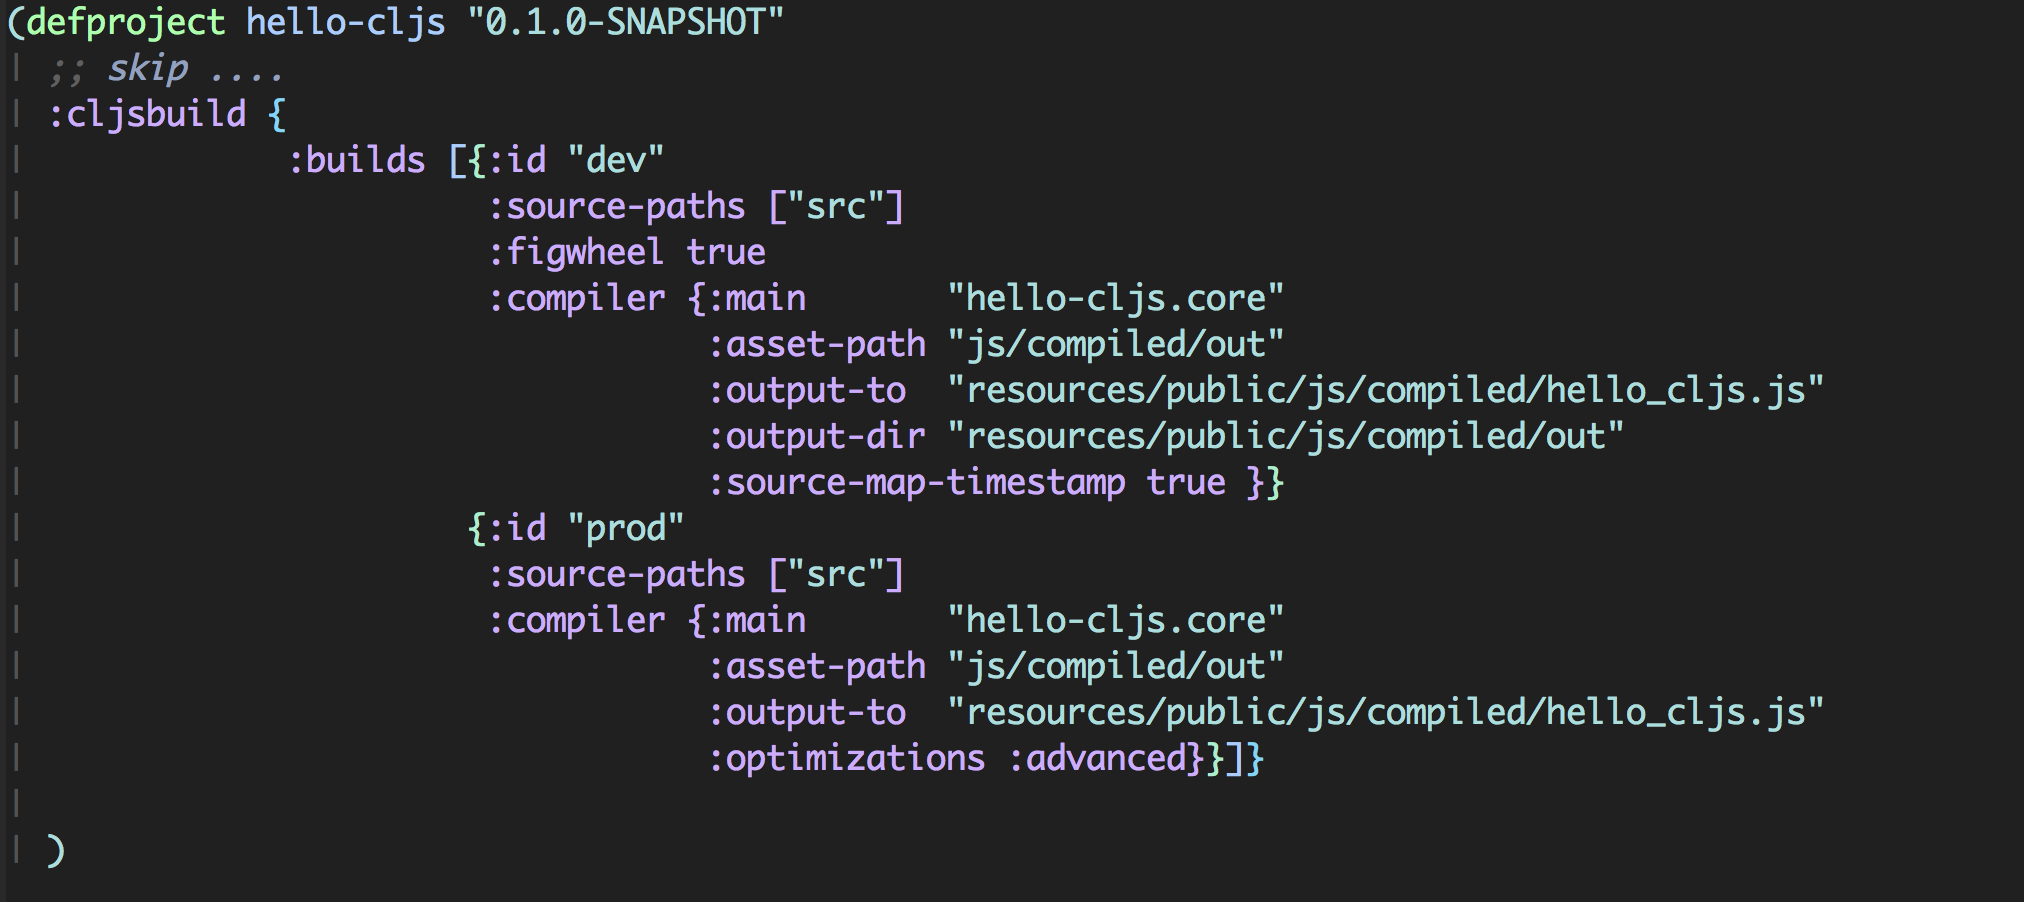 (defproject hello-cljs "0.1.0-SNAPSHOT"
  ;; skip ....
  :cljsbuild {
              :builds [{:id "dev"
                        :source-paths ["src"]
                        :figwheel true
                        :compiler {:main       "hello-cljs.core"
                                   :asset-path "js/compiled/out"
                                   :output-to  "resources/public/js/compiled/hello_cljs.js"
                                   :output-dir "resources/public/js/compiled/out"
                                   :source-map-timestamp true }}
                       {:id "prod"
                        :source-paths ["src"]
                        :compiler {:main       "hello-cljs.core"
                                   :asset-path "js/compiled/out"
                                   :output-to  "resources/public/js/compiled/hello_cljs.js"
                                   :optimizations :advanced}}]}

  )